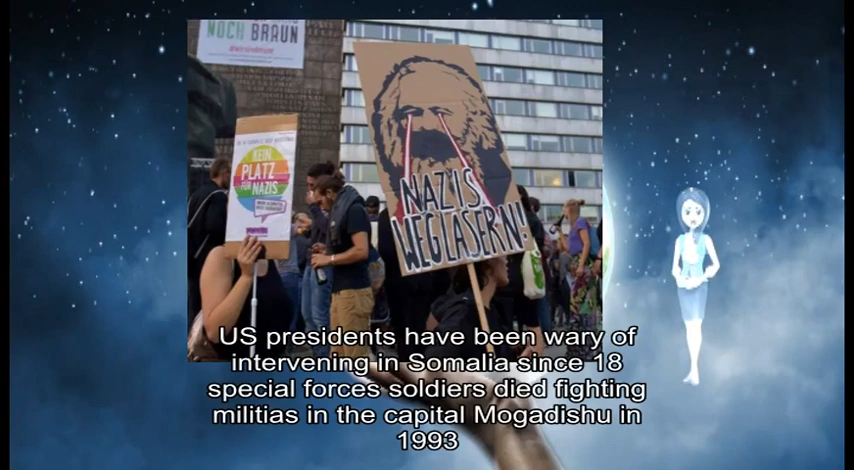 NOCH BRAUN
KEIN
PLATZ
FÜR NAZIS
NAZIS
WEGLASERN!
US presidents have been wary of
intervening in Somalia since 18
special forces soldiers died fighting
militias in the capital Mogadishu in
1993